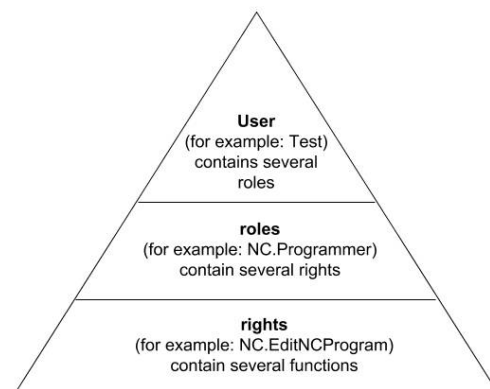 User
(for example: Test)
contains several
roles
roles
(for example: NC.Programmer)
contain several rights
rights
(for example: NC.EditNCProgram)
contain several functions